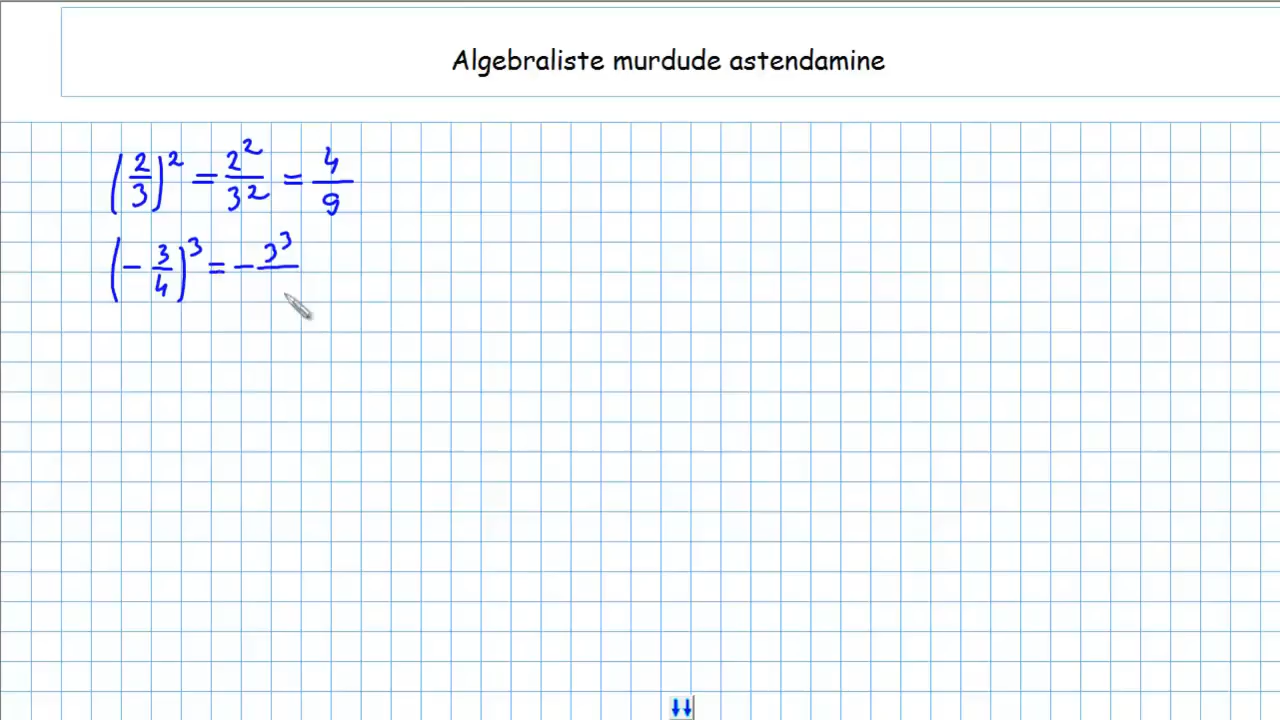 Algebraliste murdude astendamine
(2/3)² = 2²/3² = 4/9
(- 3/4)³ = - 3³/